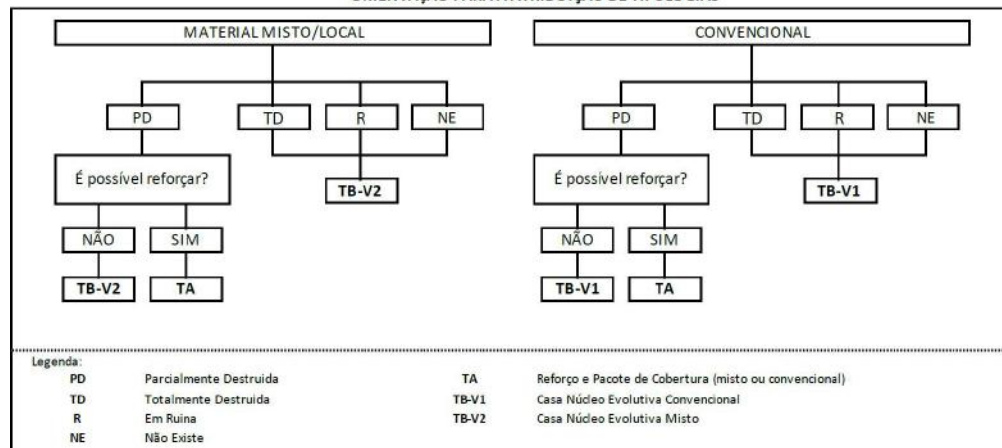 MATERIAL MISTO/LOCAL
CONVENCIONAL
PD
TD
R
NE
PD
TD
R
NE
É possível reforçar?
TB-V2
É possível reforçar?
TB-V1
NÃO
SIM
NÃO
SIM
TB-V2
TA
TB-V1
TA
Legenda:
PD Parcialmente Destruida TA Reforço e Pacote de Cobertura (misto ou convencional)
TD Totalmente Destruida TB-V1 Casa Núcleo Evolutiva Convencional
R Em Ruina TB-V2 Casa Núcleo Evolutiva Misto
NE Não Existe